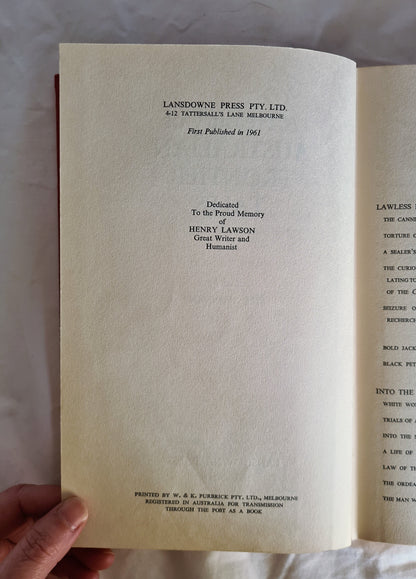 LANSDOWNE PRESS PTY. LTD.
4-12 TATTERSALL'S LANE MELBOURNE
First Published in 1961
Dedicated
To the Proud Memory
of
HENRY LAWSON
Great Writer and
Humanist
PRINTED BY W. & K. PURBRICK PTY. LTD., MELBOURNE
REGISTERED IN AUSTRALIA FOR TRANSMISSION
THROUGH THE POST AS A BOOK
LAWLESS
THE CANNI
TORTURE O
A SEALER'S
THE CURIO
LATING TO
OF THE C
SEIZURE O
RECHERC
BOLD JACK
BLACK PET
INTO THE
WHITE WO
TRIALS OF A
INTO THE S
A LIFE OF
LAW OF TH
THE ORDEA
THE MAN W